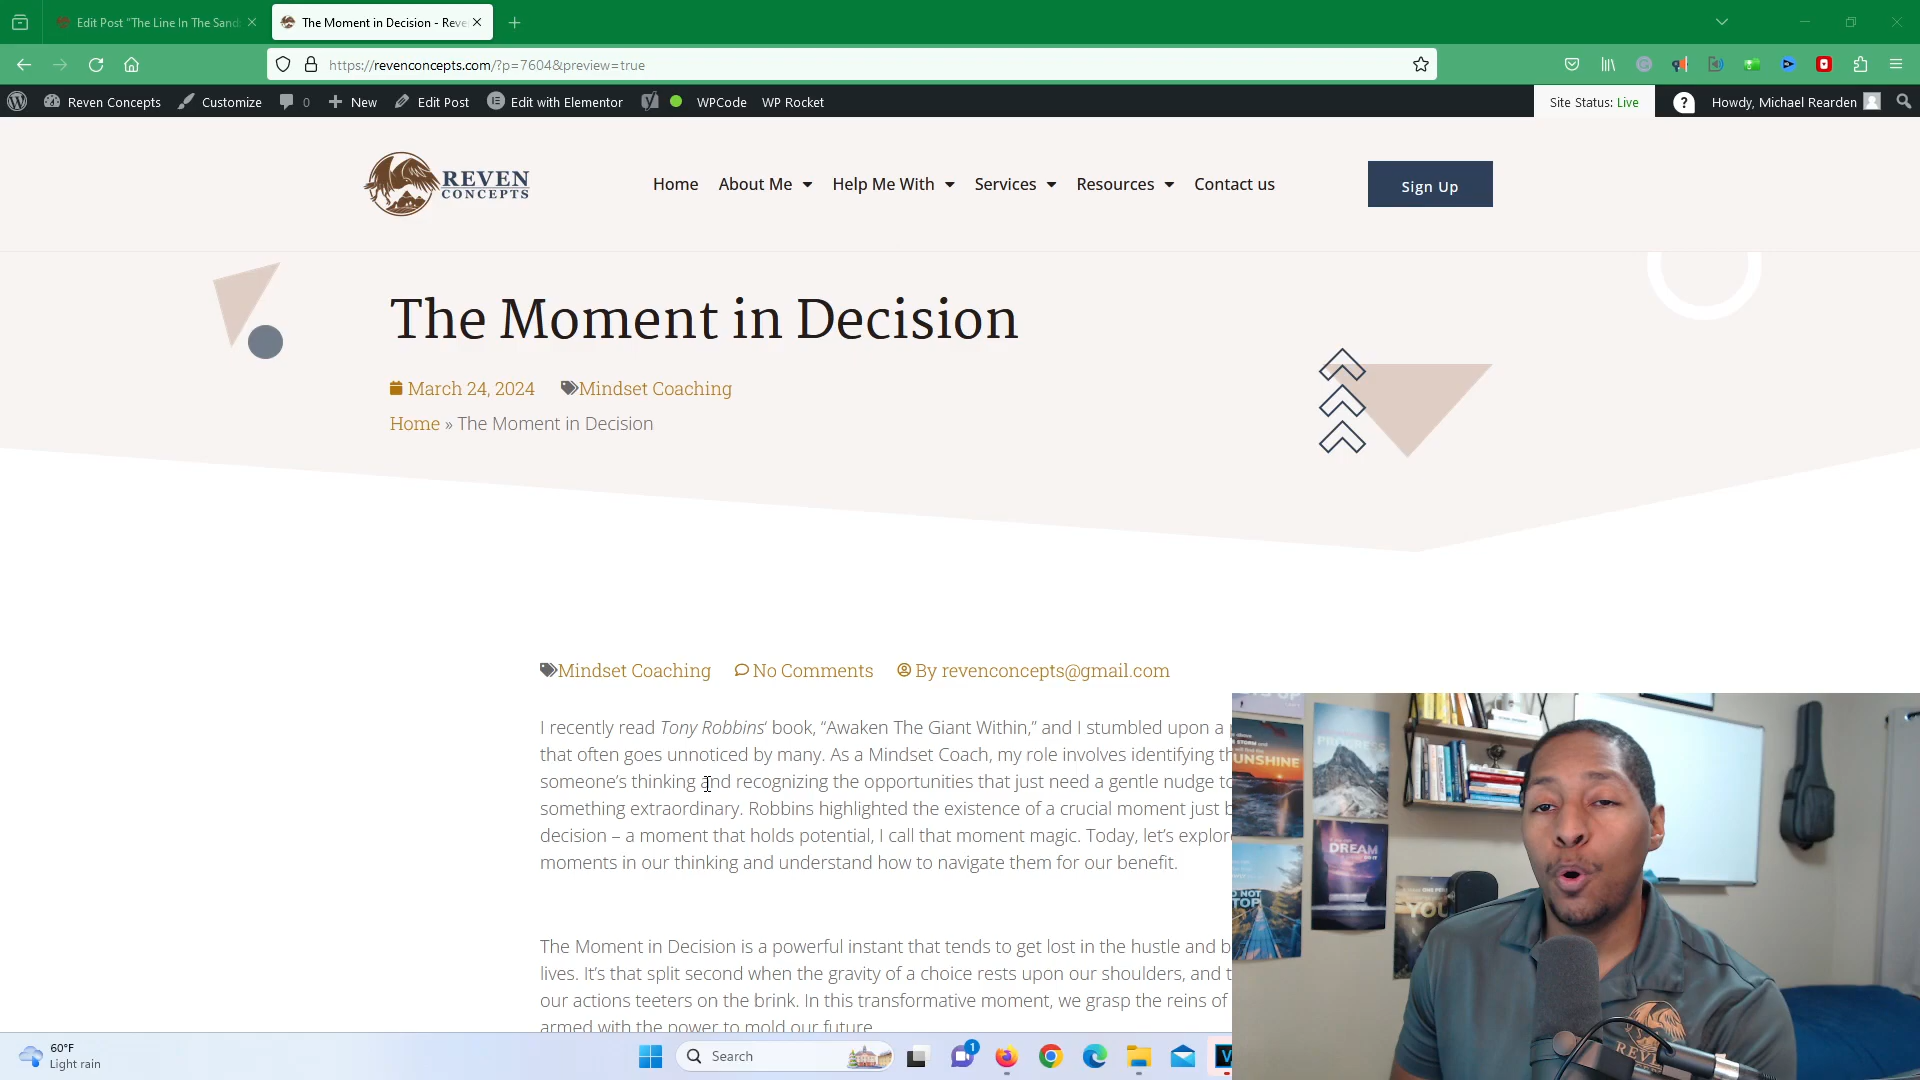 Edit Post "The Line In The Sand
The Moment in Decision - Reve
https://revenconcepts.com/?p=7604&preview=true
Reven Concepts Customize 0 New Edit Post Edit with Elementor WPCode WP Rocket Site Status: Live Howdy, Michael Rearden
REVEN
CONCEPTS
Home About Me Help Me With Services Resources Contact us Sign Up
The Moment in Decision
March 24, 2024 Mindset Coaching
Home » The Moment in Decision
Mindset Coaching No Comments By revenconcepts@gmail.com
I recently read Tony Robbins‘ book, “Awaken The Giant Within,” and I stumbled upon a
that often goes unnoticed by many. As a Mindset Coach, my role involves identifying
someone’s thinking and recognizing the opportunities that just need a gentle nudge
something extraordinary. Robbins highlighted the existence of a crucial moment just
decision – a moment that holds potential, I call that moment magic. Today, let’s explor
moments in our thinking and understand how to navigate them for our benefit.
The Moment in Decision is a powerful instant that tends to get lost in the hustle and
lives. It’s that split second when the gravity of a choice rests upon our shoulders, and
our actions teeters on the brink. In this transformative moment, we grasp the reins of
armed with the power to mold our future.
SUNSHINE
PROGRESS
DREAM
DO NOT
STOP
YOU
REVEN
60°F
Light rain
Search
1